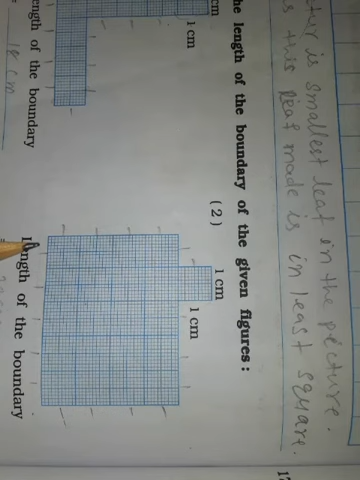 is smallest leaf in the picture.
this leaf made is in least square.
he length of the boundary of the given figures :
cm
1 cm
ength of the boundary
18 cm
(2)
1 cm
1 cm
Length of the boundary